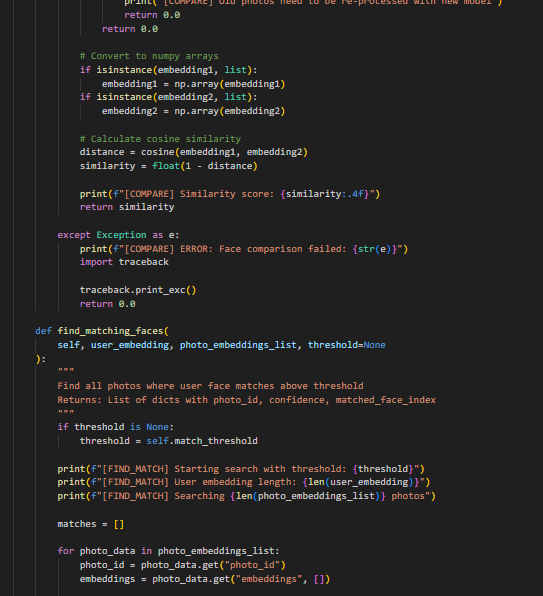 print("[COMPARE] Old photos need to be re-processed with new model")
return 0.0
return 0.0
# Convert to numpy arrays
if isinstance(embedding1, list):
embedding1 = np.array(embedding1)
if isinstance(embedding2, list):
embedding2 = np.array(embedding2)
# Calculate cosine similarity
distance = cosine(embedding1, embedding2)
similarity = float(1 - distance)
print(f"[COMPARE] Similarity score: {similarity:.4f}")
return similarity
except Exception as e:
print(f"[COMPARE] ERROR: Face comparison failed: {str(e)}")
import traceback
traceback.print_exc()
return 0.0
def find_matching_faces(
self, user_embedding, photo_embeddings_list, threshold=None
):
"""
Find all photos where user face matches above threshold
Returns: List of dicts with photo_id, confidence, matched_face_index
"""
if threshold is None:
threshold = self.match_threshold
print(f"[FIND_MATCH] Starting search with threshold: {threshold}")
print(f"[FIND_MATCH] User embedding length: {len(user_embedding)}")
print(f"[FIND_MATCH] Searching {len(photo_embeddings_list)} photos")
matches = []
for photo_data in photo_embeddings_list:
photo_id = photo_data.get("photo_id")
embeddings = photo_data.get("embeddings", [])